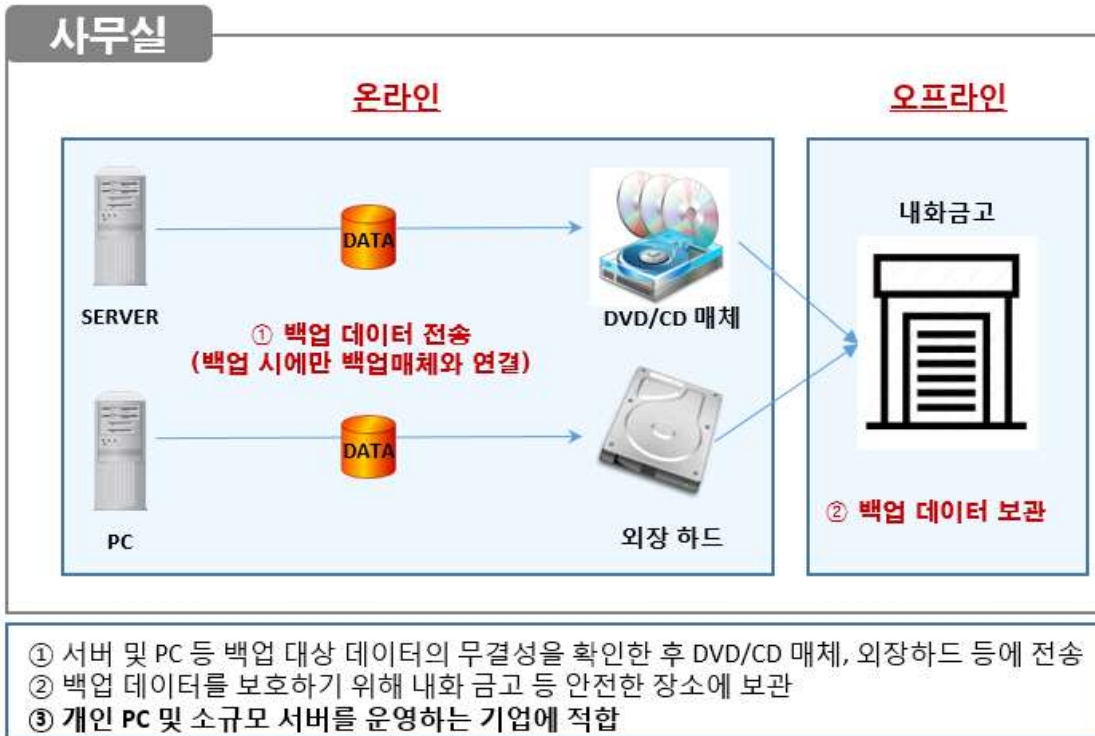 사무실
온라인
오프라인
내화금고
DATA
SERVER
DVD/CD 매체
① 백업 데이터 전송
(백업 시에만 백업매체와 연결)
DATA
② 백업 데이터 보관
PC
외장 하드
① 서버 및 PC 등 백업 대상 데이터의 무결성을 확인한 후 DVD/CD 매체, 외장하드 등에 전송
② 백업 데이터를 보호하기 위해 내화 금고 등 안전한 장소에 보관
③ 개인 PC 및 소규모 서버를 운영하는 기업에 적합